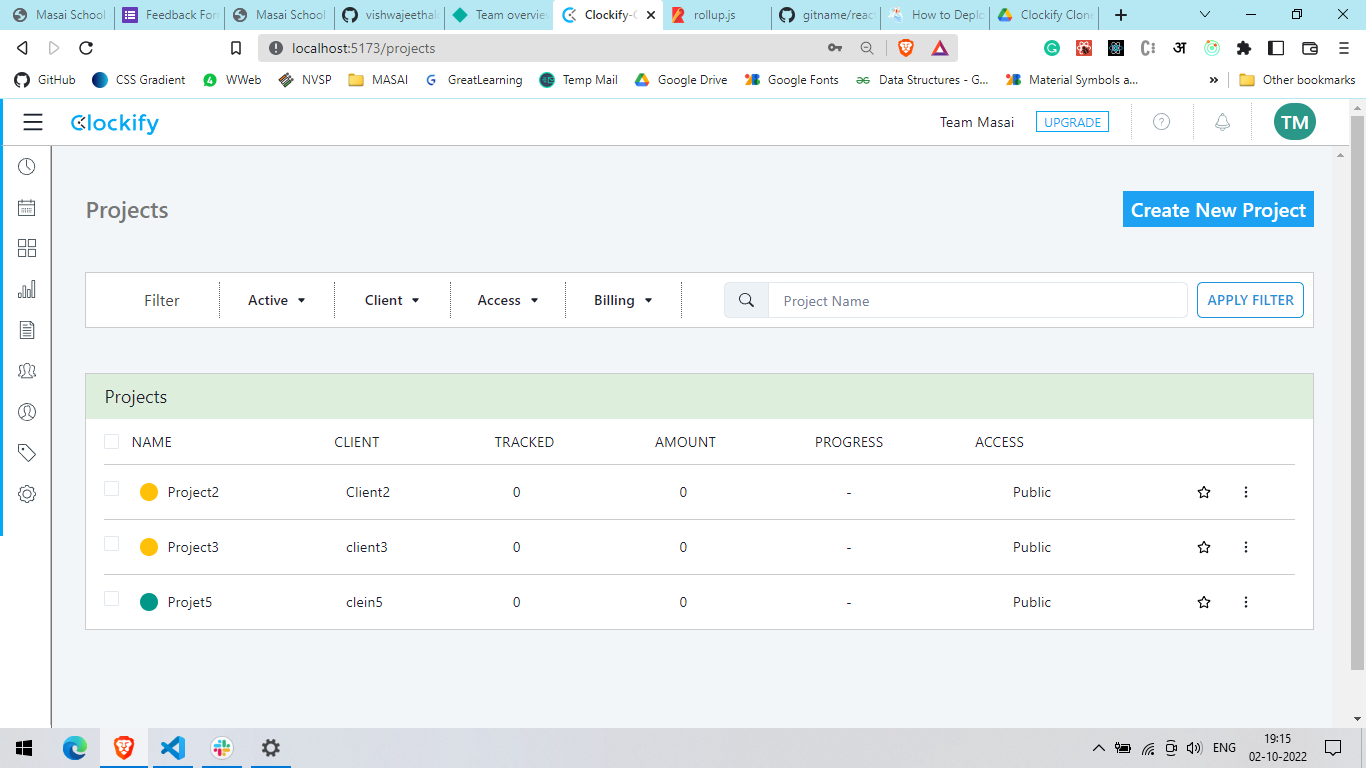 Masai School Feedback For Masai School vishwajeethal Team overvie Clockify- rollup.js gitname/reac How to Deplo Clockify Clone
localhost:5173/projects
GitHub CSS Gradient WWeb NVSP MASAI GreatLearning Temp Mail Google Drive Google Fonts Data Structures - G... Material Symbols a... » Other bookmarks
Clockify Team Masai UPGRADE TM
Projects Create New Project
Filter Active Client Access Billing Project Name APPLY FILTER
Projects
NAME CLIENT TRACKED AMOUNT PROGRESS ACCESS
Project2 Client2 0 0 - Public
Project3 client3 0 0 - Public
Projet5 clein5 0 0 - Public
ENG 19:15
02-10-2022